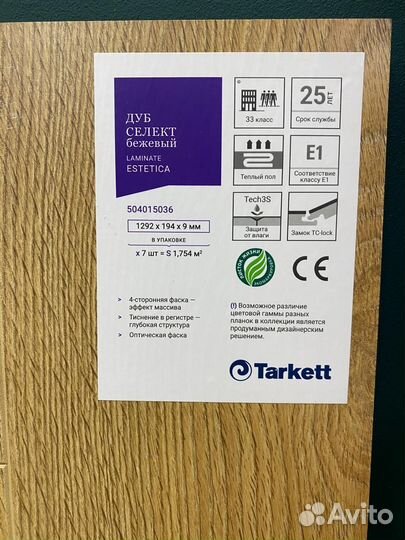 ДУБ
СЕЛЕКТ
бежевый
LAMINATE
ESTETICA
504015036
1292 x 194 x 9 мм
В УПАКОВКЕ
x 7 шт = S 1,754 м²
> 4-сторонняя фаска —
эффект массива
> Тиснение в регистре —
глубокая структура
> Оптическая фаска
33 класс
25 ЛЕТ
Срок службы
Теплый пол
E1
Соответствие
классу E1
Tech3S
Защита
от влаги
Замок TC-lock
ЛИСТОК ЖИЗНИ
CE
(!) Возможное различие
цветовой гаммы разных
планок в коллекции является
продуманным дизайнерским
решением.
Tarkett
Avito